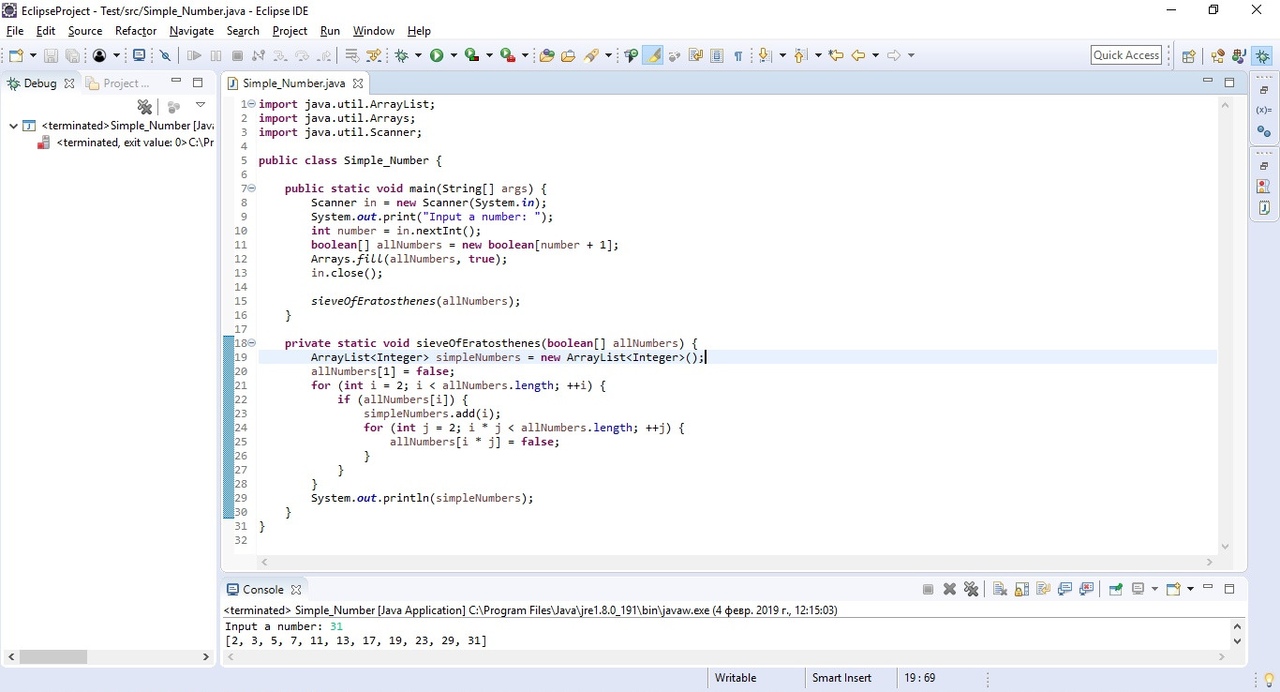 EclipseProject - Test/src/Simple_Number.java - Eclipse IDE
File Edit Source Refactor Navigate Search Project Run Window Help
Quick Access
Debug Project ...
Simple_Number.java
<terminated>Simple_Number [Java
<terminated, exit value: 0>C:\Pr
1 import java.util.ArrayList;
2 import java.util.Arrays;
3 import java.util.Scanner;
4
5 public class Simple_Number {
6
7 public static void main(String[] args) {
8 Scanner in = new Scanner(System.in);
9 System.out.print("Input a number: ");
10 int number = in.nextInt();
11 boolean[] allNumbers = new boolean[number + 1];
12 Arrays.fill(allNumbers, true);
13 in.close();
14
15 sieveOfEratosthenes(allNumbers);
16 }
17
18 private static void sieveOfEratosthenes(boolean[] allNumbers) {
19 ArrayList<Integer> simpleNumbers = new ArrayList<Integer>();
20 allNumbers[1] = false;
21 for (int i = 2; i < allNumbers.length; ++i) {
22 if (allNumbers[i]) {
23 simpleNumbers.add(i);
24 for (int j = 2; i * j < allNumbers.length; ++j) {
25 allNumbers[i * j] = false;
26 }
27 }
28 }
29 System.out.println(simpleNumbers);
30 }
31 }
32
Console
<terminated> Simple_Number [Java Application] C:\Program Files\Java\jre1.8.0_191\bin\javaw.exe (4 февр. 2019 г., 12:15:03)
Input a number: 31
[2, 3, 5, 7, 11, 13, 17, 19, 23, 29, 31]
Writable Smart Insert 19 : 69